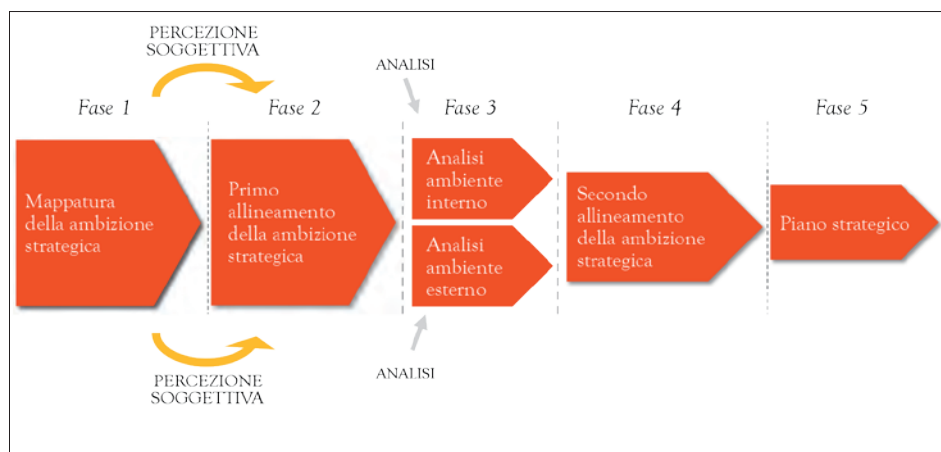 PERCEZIONE
SOGGETTIVA
ANALISI
Fase 1
Fase 2
Fase 3
Fase 4
Fase 5
Mappatura
della ambizione
strategica
Primo
allineamento
della ambizione
strategica
Analisi
ambiente
interno
Analisi
ambiente
esterno
Secondo
allineamento
della ambizione
strategica
Piano strategico
PERCEZIONE
SOGGETTIVA
ANALISI